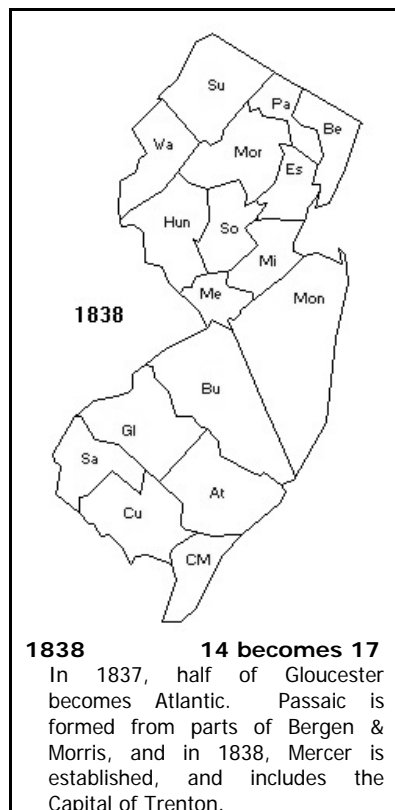 Su
Pa
Be
Wa
Mor
Es
Hun
So
Mi
Me
Mon
1838
Bu
Gl
Sa
At
Cu
CM
1838 14 becomes 17
In 1837, half of Gloucester
becomes Atlantic. Passaic is
formed from parts of Bergen &
Morris, and in 1838, Mercer is
established, and includes the
Capital of Trenton.